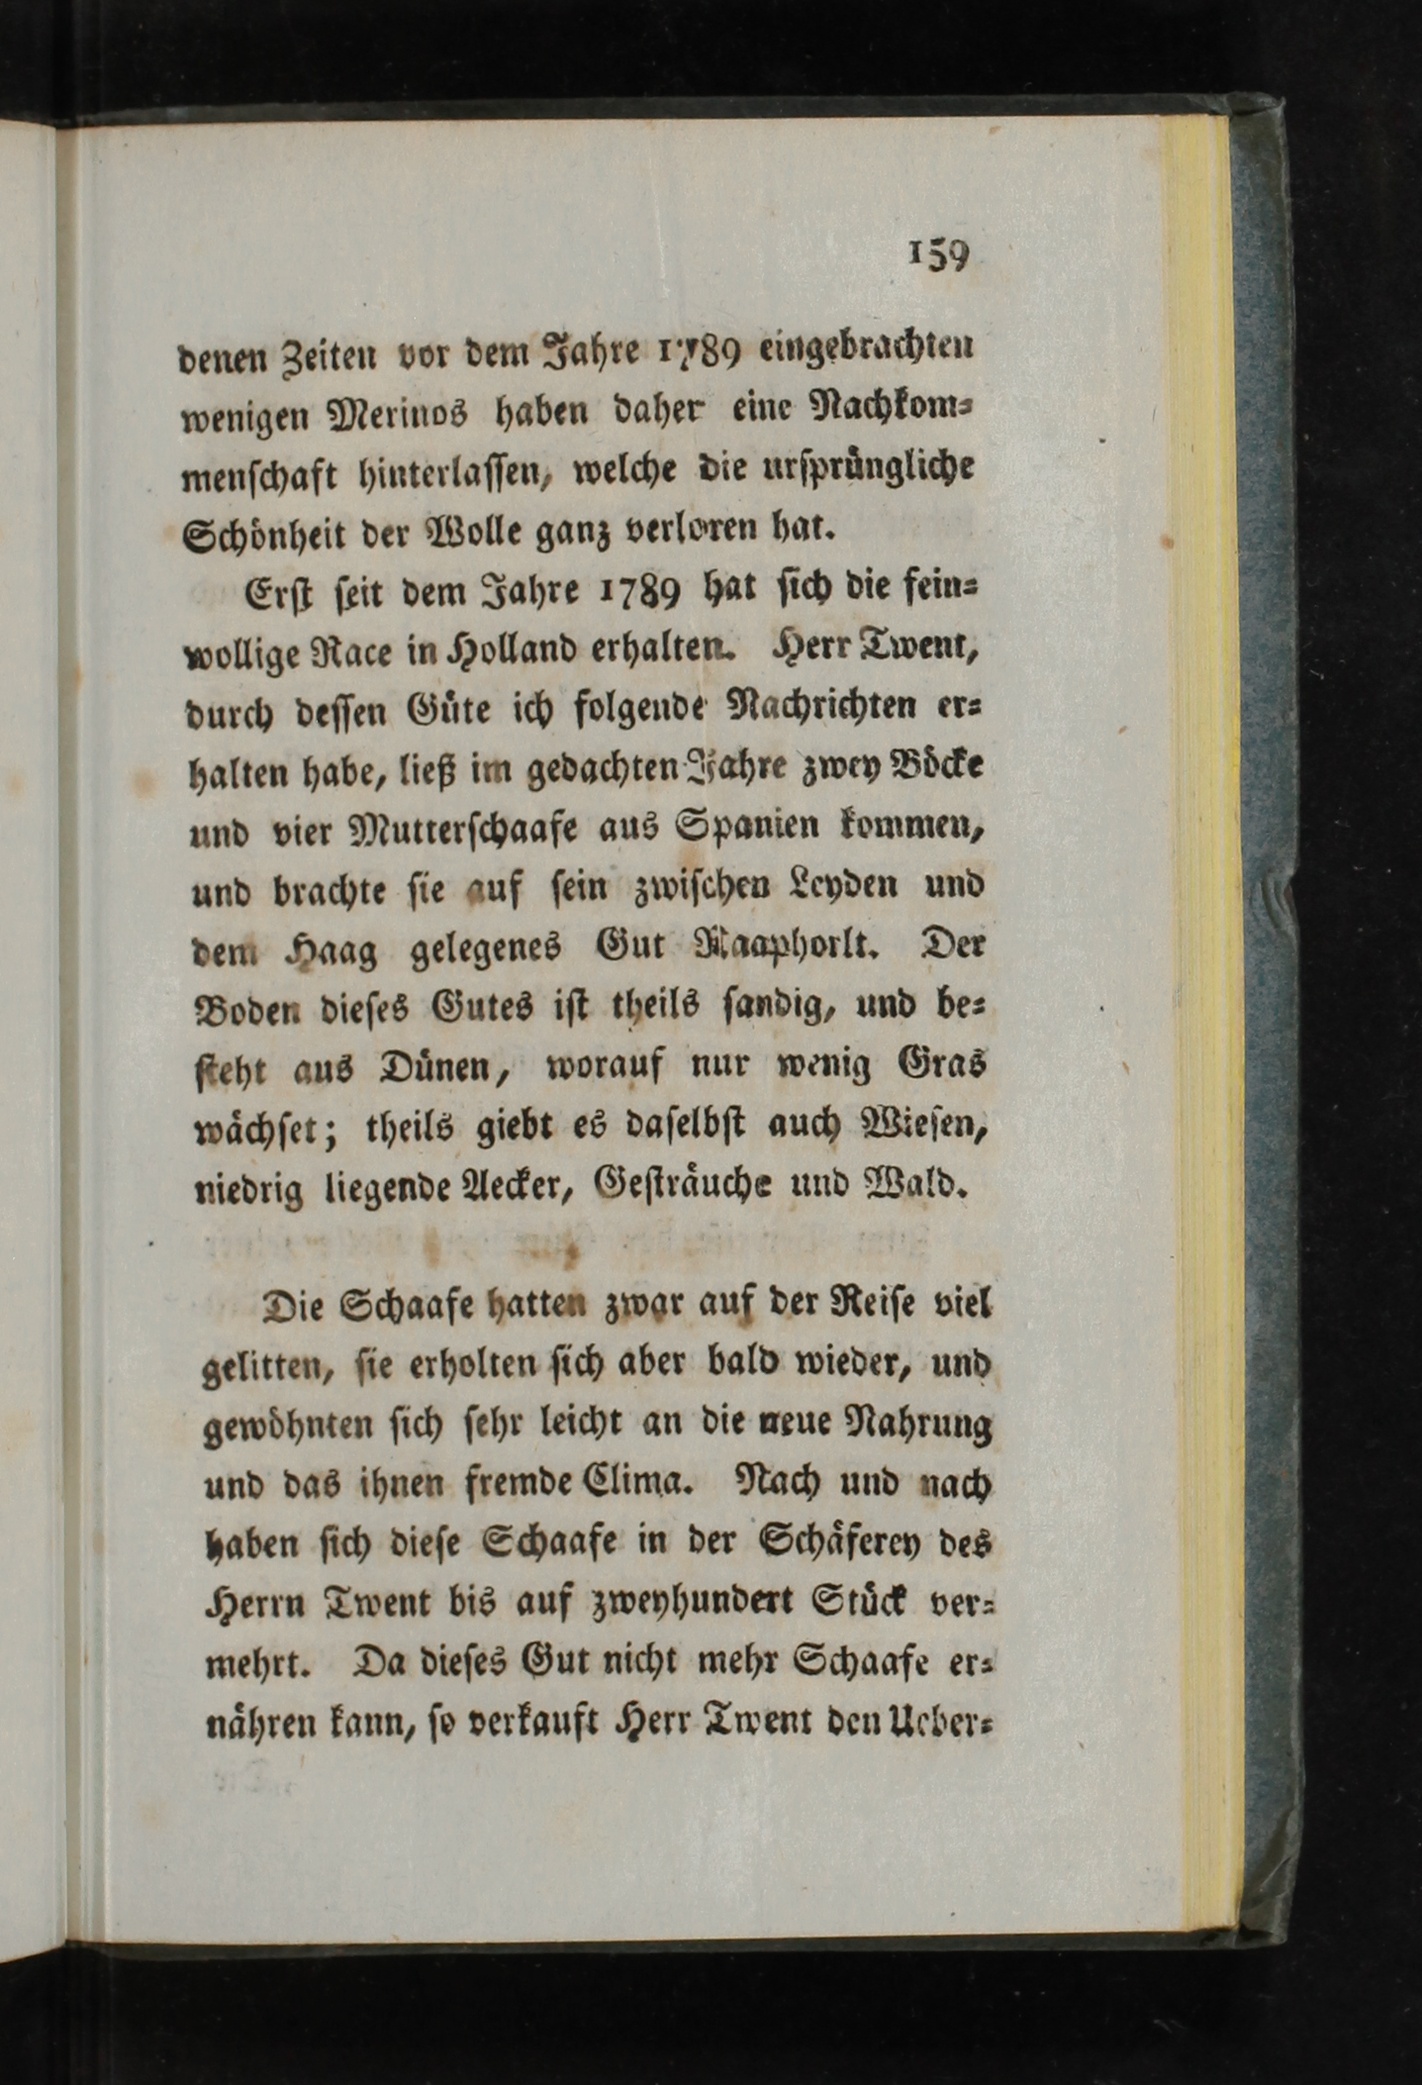 159
denen Zeiten vor dem Jahre 1789 eingebrachten
wenigen Merinos haben daher eine Nachkom=
menſchaft hinterlaſſen, welche die urſprüngliche
Schönheit der Wolle ganz verloren hat.
Erſt ſeit dem Jahre 1789 hat ſich die fein=
wollige Race in Holland erhalten. Herr Twent,
durch deſſen Güte ich folgende Nachrichten er=
halten habe, ließ im gedachten Jahre zwey Böcke
und vier Mutterſchaafe aus Spanien kommen,
und brachte ſie auf ſein zwiſchen Leyden und
dem Haag gelegenes Gut Raaphorlt. Der
Boden dieſes Gutes iſt theils ſandig, und be=
ſteht aus Dünen, worauf nur wenig Gras
wächſet; theils giebt es daſelbſt auch Wieſen,
niedrig liegende Aecker, Geſträuche und Wald.
Die Schaafe hatten zwar auf der Reiſe viel
gelitten, ſie erholten ſich aber bald wieder, und
gewöhnten ſich ſehr leicht an die neue Nahrung
und das ihnen fremde Clima. Nach und nach
haben ſich dieſe Schaafe in der Schäferey des
Herrn Twent bis auf zweyhundert Stück ver=
mehrt. Da dieſes Gut nicht mehr Schaafe er=
nähren kann, ſo verkauft Herr Twent den Ueber=